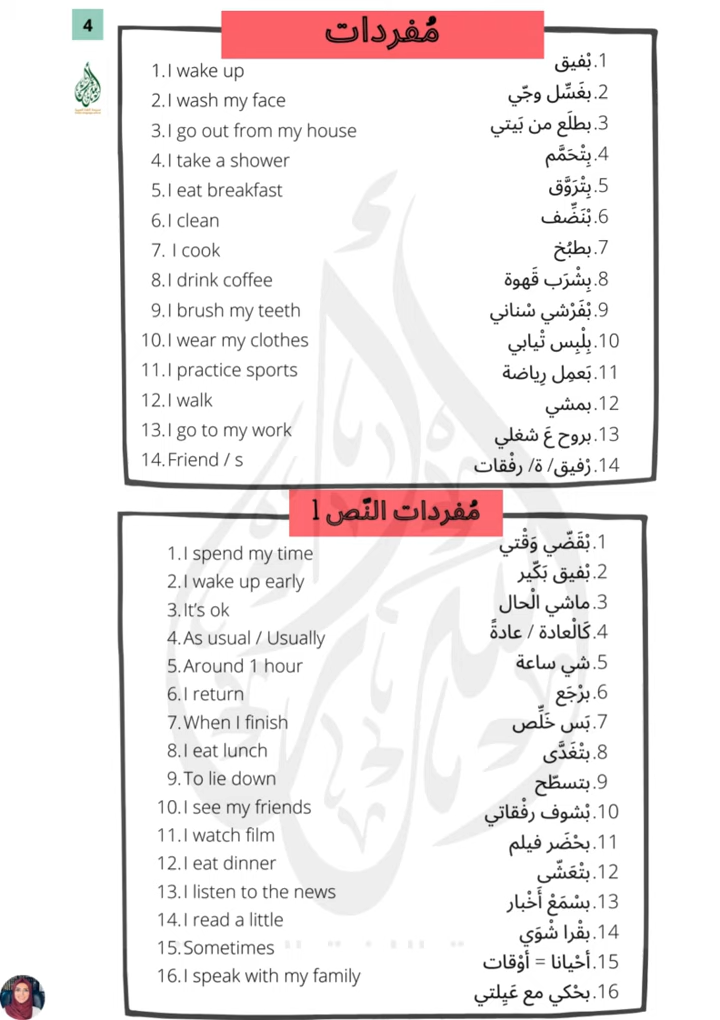 4
مُفردات
1.I wake up
2.I wash my face
3.I go out from my house
4.I take a shower
5.I eat breakfast
6.I clean
7. I cook
8.I drink coffee
9.I brush my teeth
10.I wear my clothes
11.I practice sports
12.I walk
13.I go to my work
14.Friend / s
1.بْفيق
2.بغَسِّل وجّي
3.بطلَع من بَيتي
4.بِتْحَمَّم
5.بِتْرَوَّق
6.بْنَضِّف
7.بطبُخ
8.بِشْرَب قَهوة
9.بْفَرْشي سْناني
10.بِلْبِس تْيابي
11.بَعمِل رِياضة
12.بمشي
13.بروح عَ شغلي
14.رْفيق/ ة/ رفْقات
مُفردات النّص 1
1.I spend my time
2.I wake up early
3.It’s ok
4.As usual / Usually
5.Around 1 hour
6.I return
7.When I finish
8.I eat lunch
9.To lie down
10.I see my friends
11.I watch film
12.I eat dinner
13.I listen to the news
14.I read a little
15.Sometimes
16.I speak with my family
1.بْقَضّي وَقْتي
2.بْفيق بَكّير
3.ماشي الْحال
4.كَالْعادة / عادةً
5.شي ساعة
6.برْجَع
7.بَس خَلِّص
8.بتْغَدَّى
9.بتسطّح
10.بْشوف رفْقاتي
11.بحْضَر فيلم
12.بتْعَشّى
13.بسْمَعْ أَخْبار
14.بقْرا شْوَي
15.أحْيانا = أوْقات
16.بحْكي مع عَيِلتي